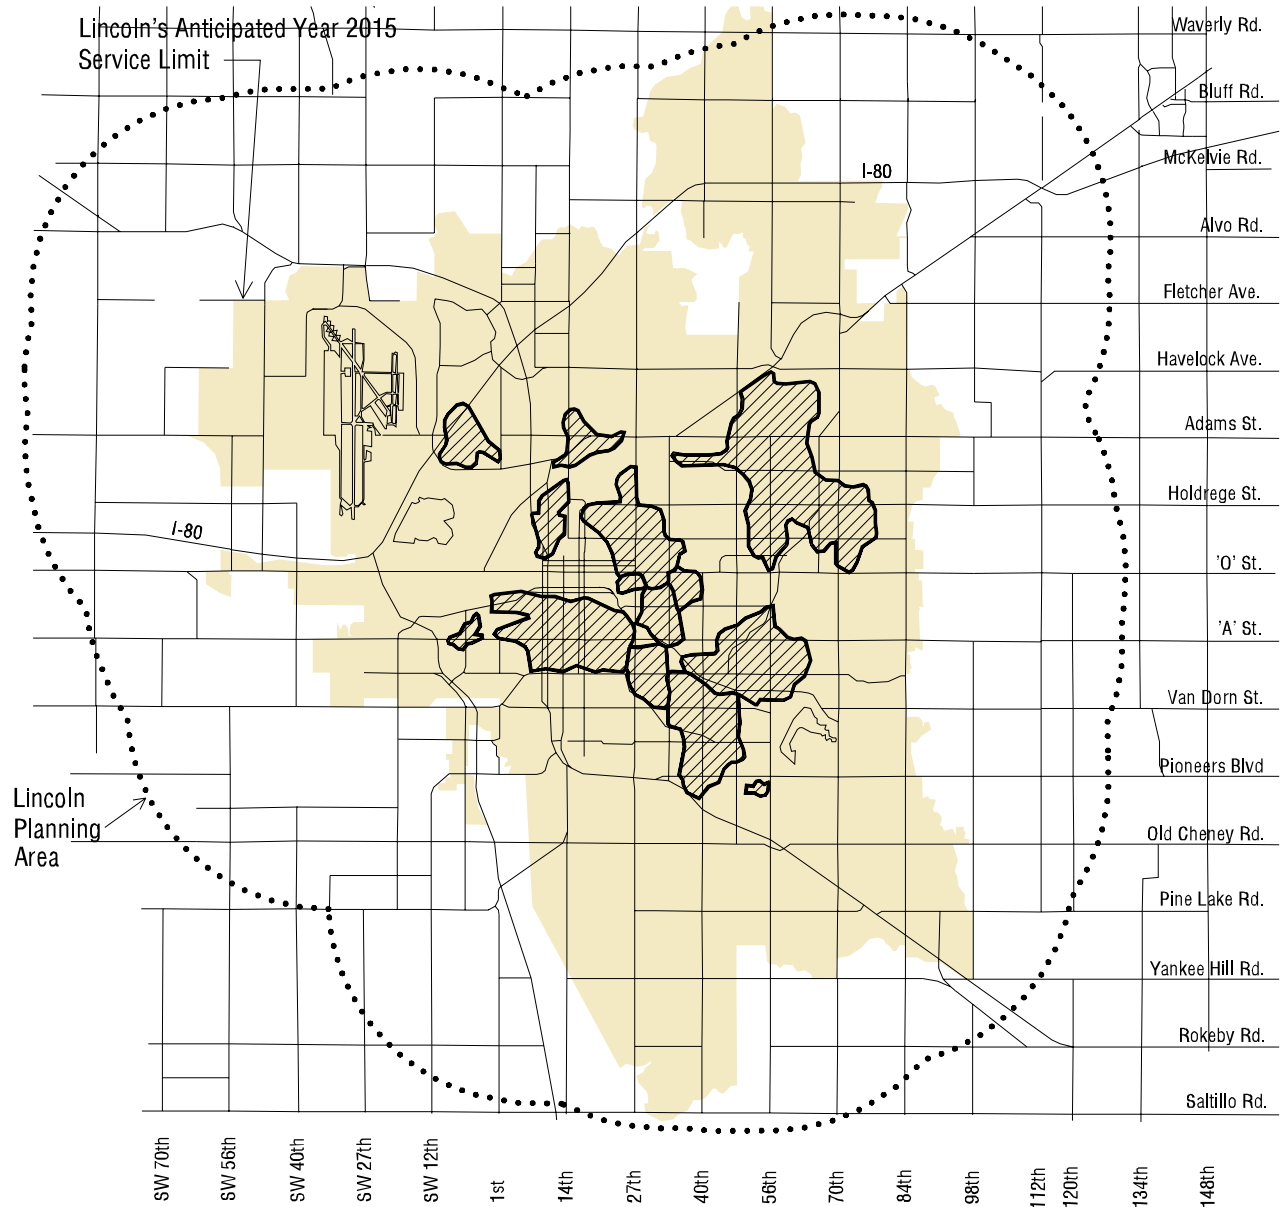 Lincoln's Anticipated Year 2015
Service Limit
Waverly Rd.
Bluff Rd.
McKelvie Rd.
I-80
Alvo Rd.
Fletcher Ave.
Havelock Ave.
Adams St.
Holdrege St.
I-80
'O' St.
'A' St.
Van Dorn St.
Pioneers Blvd
Lincoln
Planning
Area
Old Cheney Rd.
Pine Lake Rd.
Yankee Hill Rd.
Rokeby Rd.
Saltillo Rd.
SW 70th
SW 56th
SW 40th
SW 27th
SW 12th
1st
14th
27th
40th
56th
70th
84th
98th
112th
120th
134th
148th